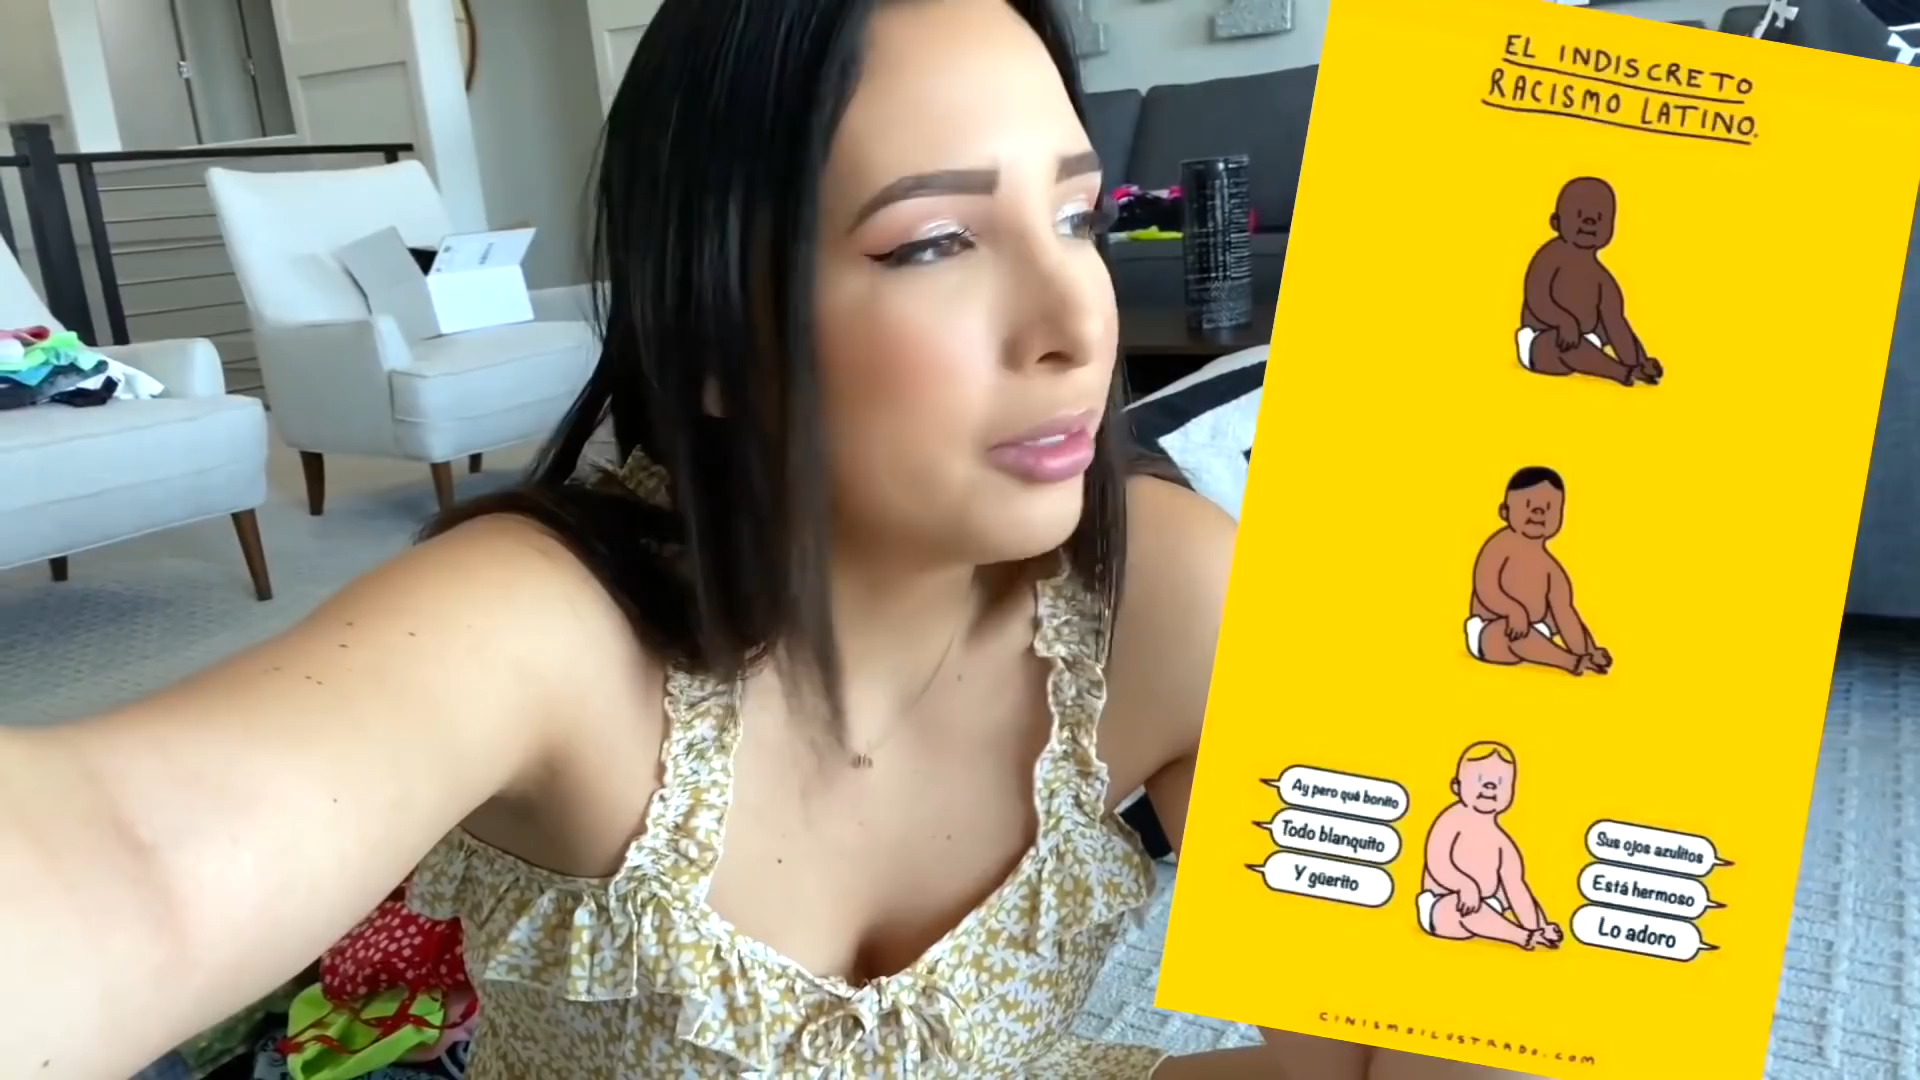 EL INDISCRETO
RACISMO LATINO.
Ay pero qué bonito
Todo blanquito
Y güerito
Sus ojos azulitos
Está hermoso
Lo adoro
CINISMOILUSTRADO.COM